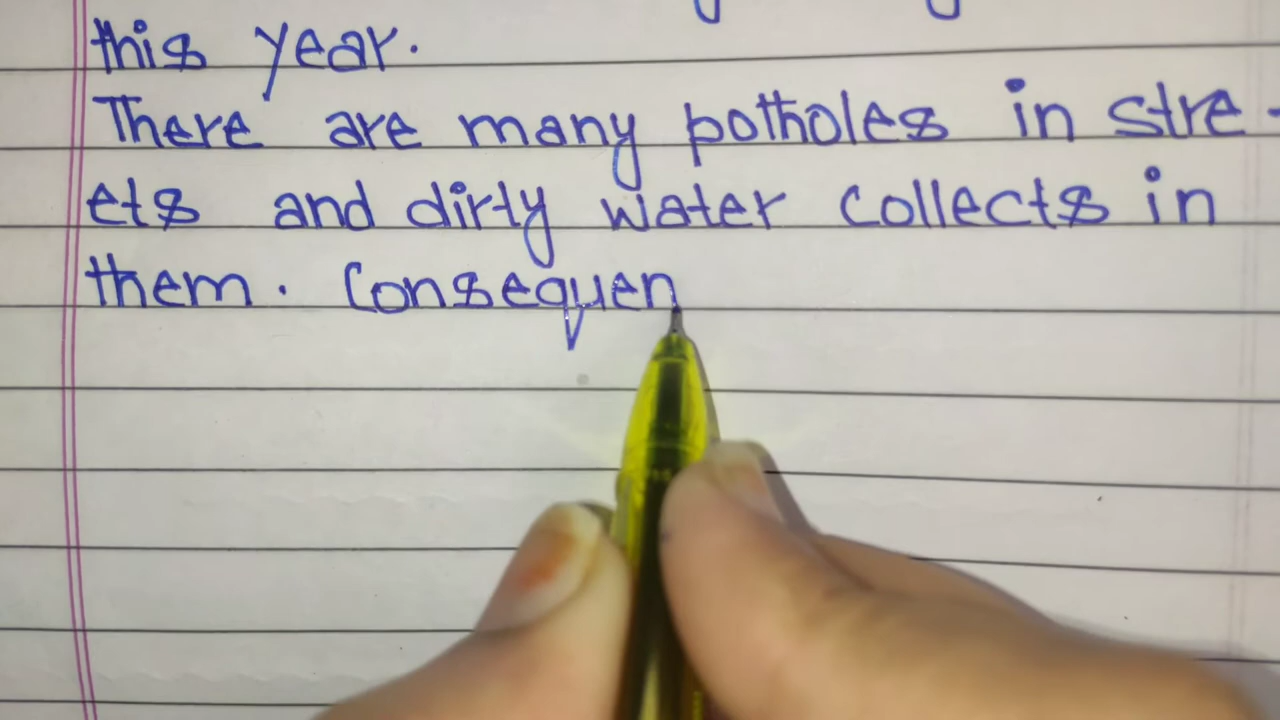 this year.
There are many potholes in stre-
ets and dirty water collects in
them. Consequen